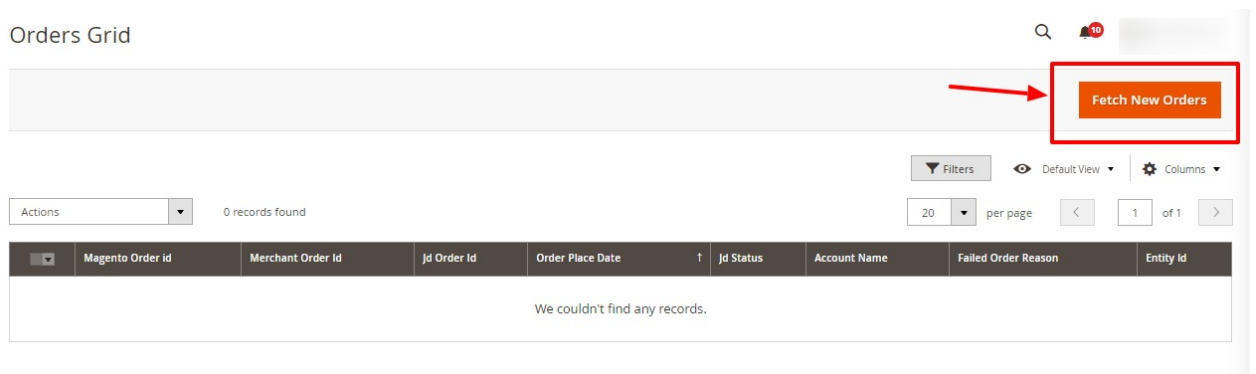 Orders Grid
10
Fetch New Orders
Filters
Default View
Columns
Actions
0 records found
20
per page
1
of 1
Magento Order id
Merchant Order Id
Jd Order Id
Order Place Date
↑
Jd Status
Account Name
Failed Order Reason
Entity Id
We couldn't find any records.